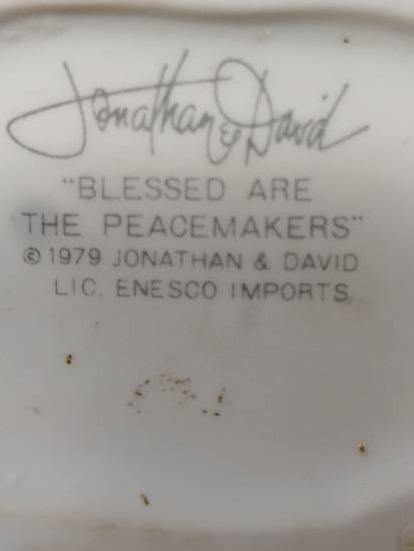 Jonathan & David
"BLESSED ARE
THE PEACEMAKERS"
© 1979 JONATHAN & DAVID
LIC. ENESCO IMPORTS